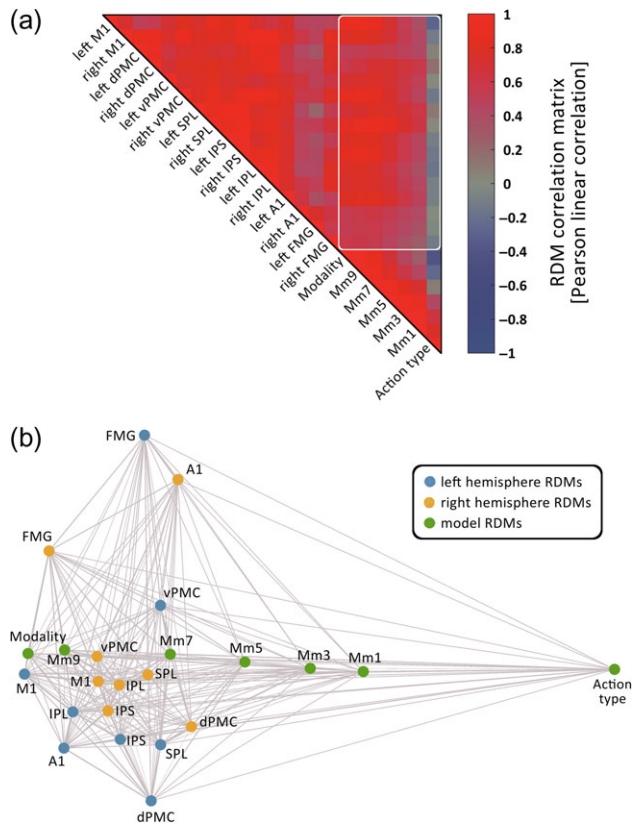 (a)
left M1
right M1
left dPMC
right dPMC
left vPMC
right vPMC
left SPL
right SPL
left IPS
right IPS
left IPL
right IPL
left A1
right A1
left FMG
right FMG
Modality
Mm9
Mm7
Mm5
Mm3
Mm1
Action type
1
0.8
0.6
0.4
0.2
0
−0.2
−0.4
−0.6
−0.8
−1
RDM correlation matrix
[Pearson linear correlation]
(b)
FMG
A1
left hemisphere RDMs
right hemisphere RDMs
model RDMs
FMG
vPMC
Modality
Mm9
vPMC
Mm7
Mm5
Mm3
Mm1
M1
M1
IPL
SPL
Action
type
IPL
IPS
dPMC
A1
IPS
SPL
dPMC